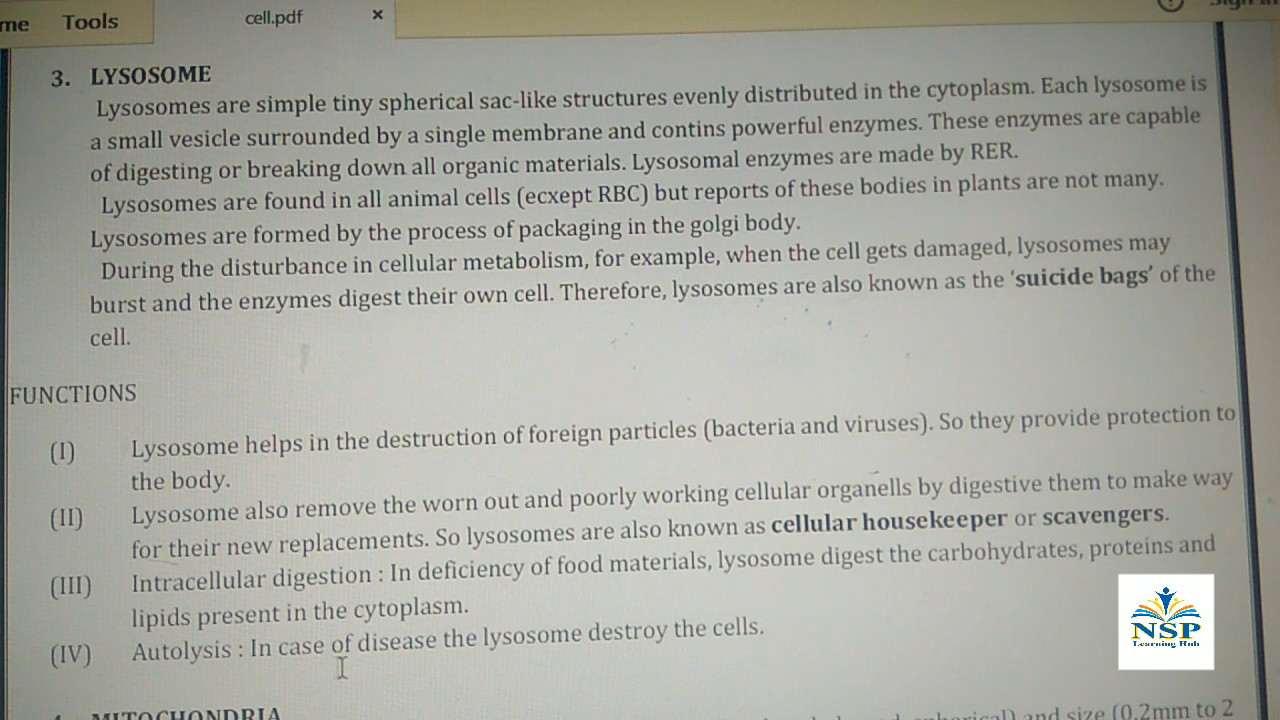 me Tools cell.pdf ×
3. LYSOSOME
Lysosomes are simple tiny spherical sac-like structures evenly distributed in the cytoplasm. Each lysosome is
a small vesicle surrounded by a single membrane and contins powerful enzymes. These enzymes are capable
of digesting or breaking down all organic materials. Lysosomal enzymes are made by RER.
Lysosomes are found in all animal cells (ecxept RBC) but reports of these bodies in plants are not many.
Lysosomes are formed by the process of packaging in the golgi body.
During the disturbance in cellular metabolism, for example, when the cell gets damaged, lysosomes may
burst and the enzymes digest their own cell. Therefore, lysosomes are also known as the ‘suicide bags’ of the
cell.
FUNCTIONS
(I) Lysosome helps in the destruction of foreign particles (bacteria and viruses). So they provide protection to
the body.
(II) Lysosome also remove the worn out and poorly working cellular organells by digestive them to make way
for their new replacements. So lysosomes are also known as cellular housekeeper or scavengers.
(III) Intracellular digestion : In deficiency of food materials, lysosome digest the carbohydrates, proteins and
lipids present in the cytoplasm.
(IV) Autolysis : In case of disease the lysosome destroy the cells.
NSP
Learning Hub
MITOCHONDRIA and size (0.2mm to 2